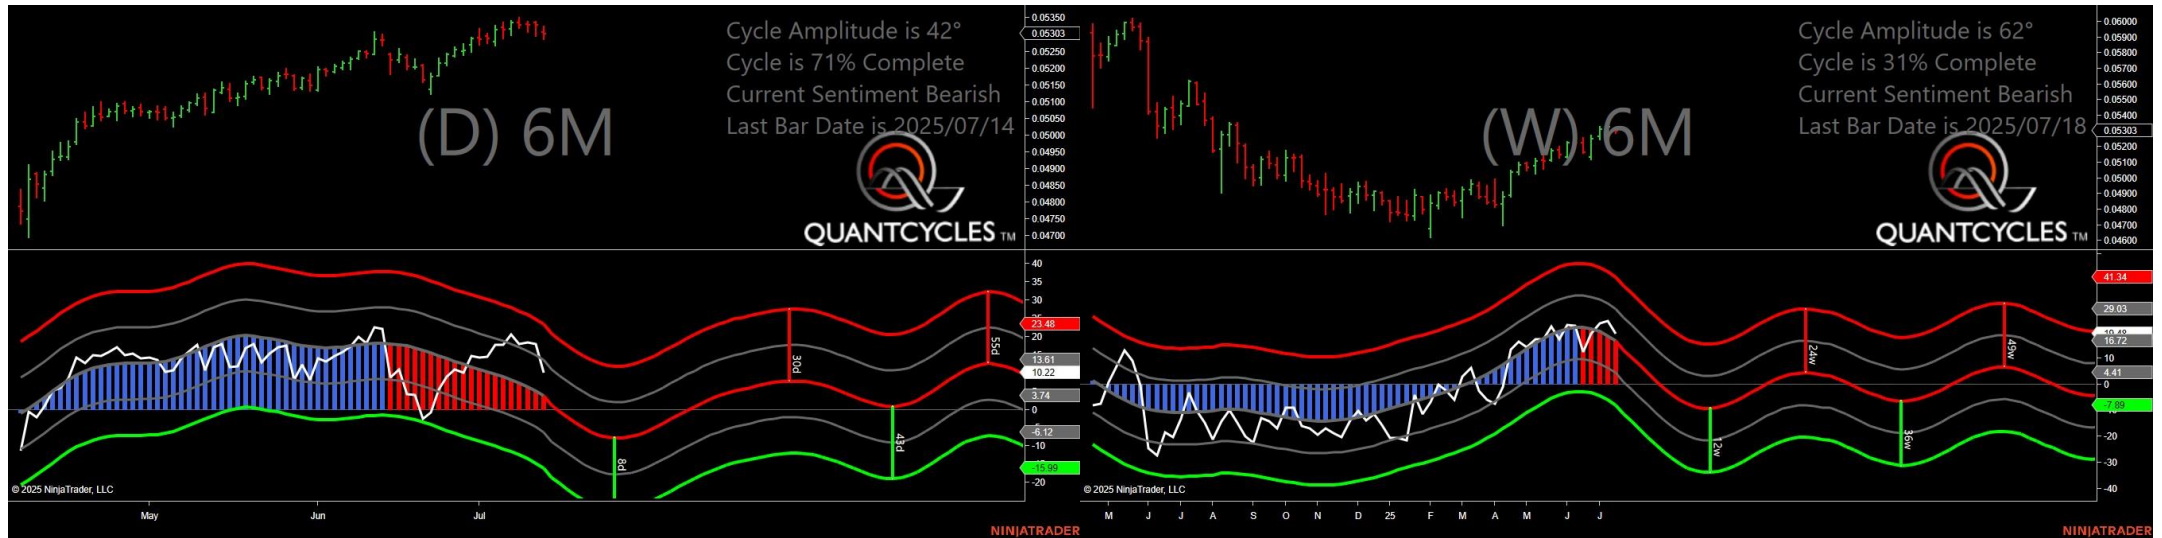 Cycle Amplitude is 42°
Cycle is 71% Complete
Current Sentiment Bearish
Last Bar Date is 2025/07/14
(D) 6M
QUANTCYCLES TM
0.05350
0.05303
0.05250
0.05200
0.05150
0.05100
0.05050
0.05000
0.04950
0.04900
0.04850
0.04800
0.04750
0.04700
40
35
30
23.48
20
13.61
10.22
3.74
0
-6.12
-10
-15.99
-20
8d
30d
43d
55d
© 2025 NinjaTrader, LLC
May
Jun
Jul
NINJATRADER
Cycle Amplitude is 62°
Cycle is 31% Complete
Current Sentiment Bearish
Last Bar Date is 2025/07/18
(W) 6M
QUANTCYCLES TM
0.06000
0.05900
0.05800
0.05700
0.05600
0.05500
0.05400
0.05303
0.05200
0.05100
0.05000
0.04900
0.04800
0.04700
0.04600
41.34
29.03
19.48
16.72
10
4.41
0
-7.89
-20
-30
-40
12w
24w
36w
49w
© 2025 NinjaTrader, LLC
M
J
J
A
S
O
N
D
25
F
M
A
M
J
J
NINJATRADER